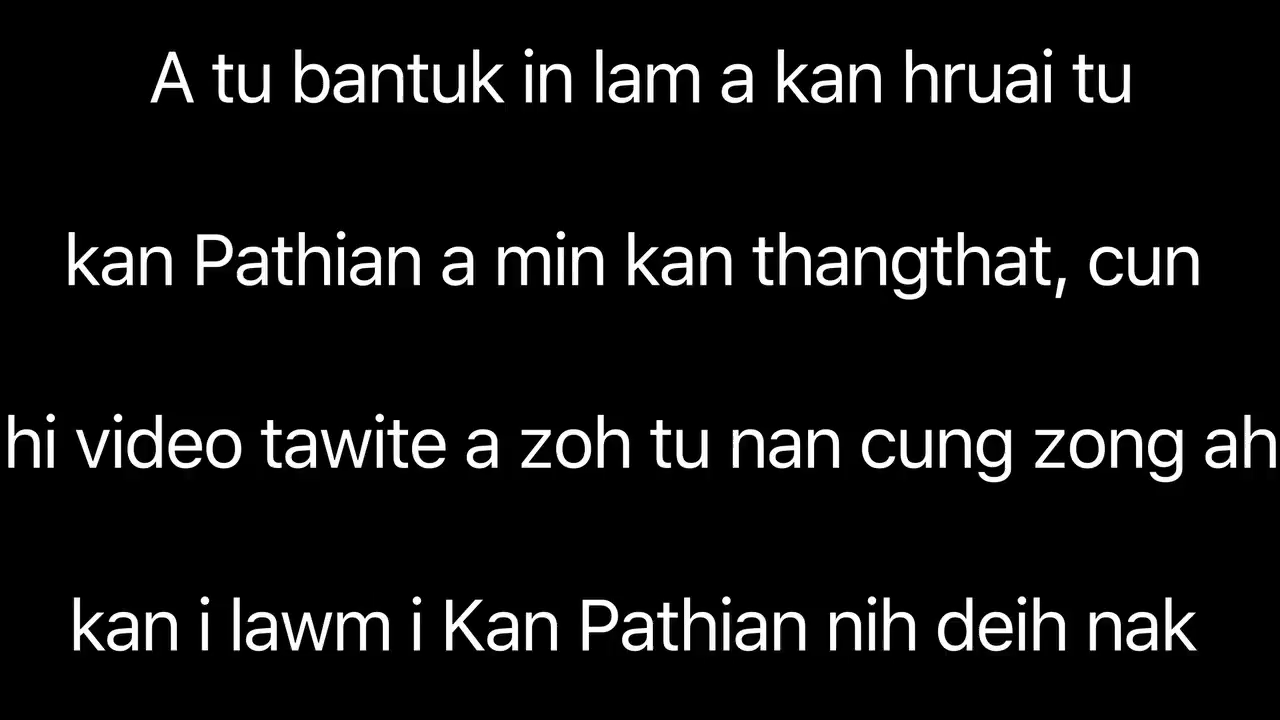 A tu bantuk in lam a kan hruai tu
kan Pathian a min kan thangthat, cun
hi video tawite a zoh tu nan cung zong ah
kan i lawm i Kan Pathian nih deih nak